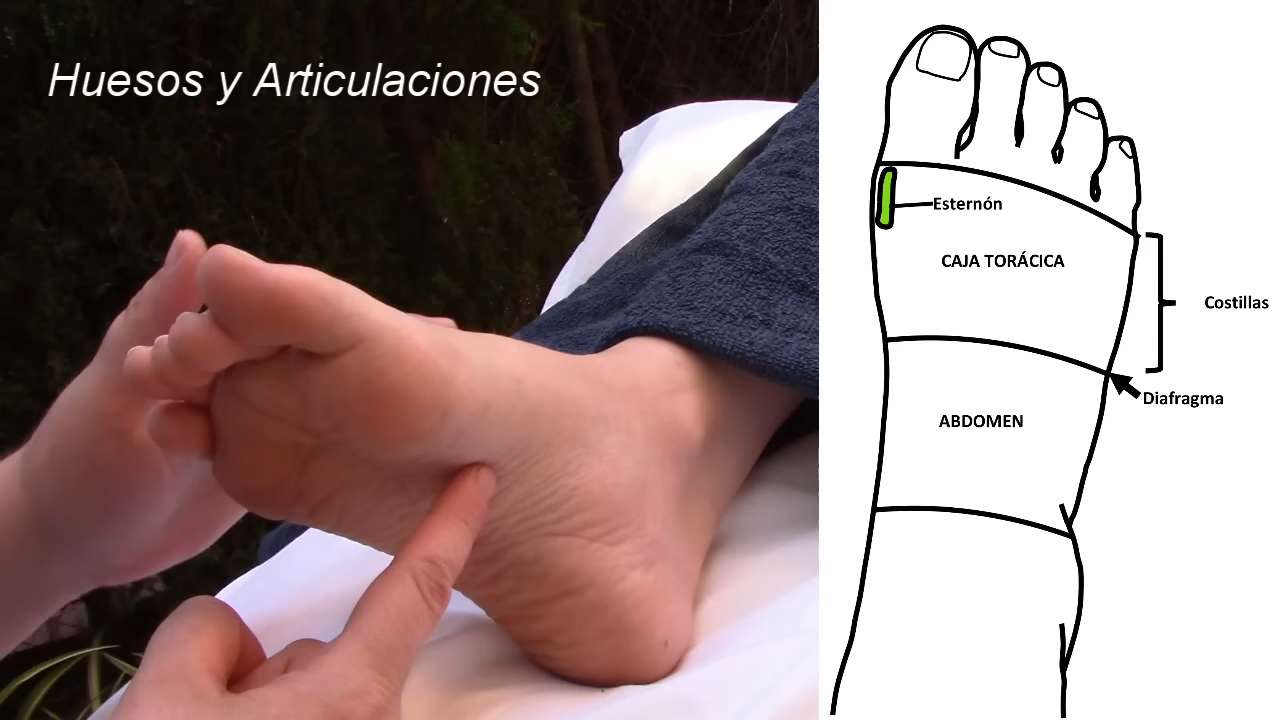 Huesos y Articulaciones
Esternón
CAJA TORÁCICA
Costillas
Diafragma
ABDOMEN